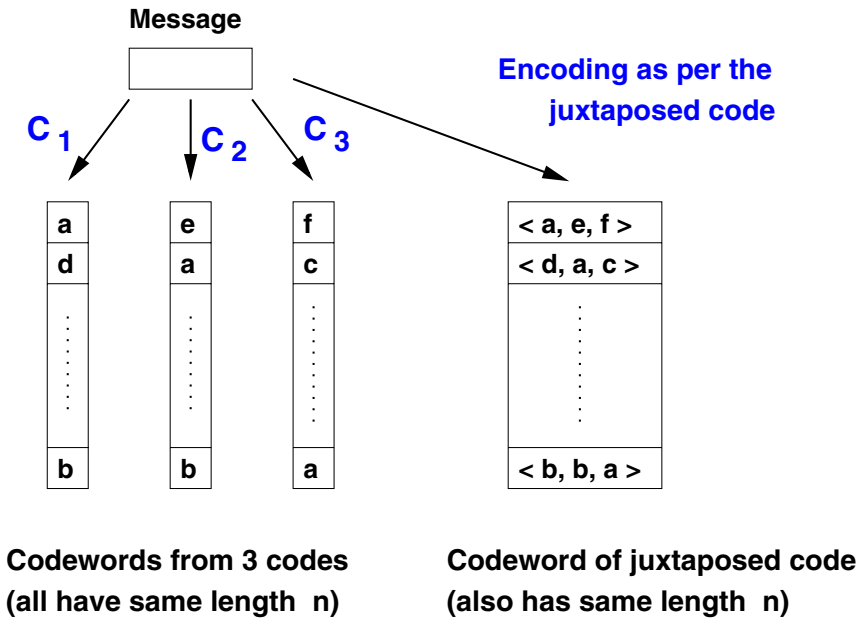 Message
Encoding as per the
juxtaposed code
C 1
C 2
C 3
a
e
f
< a, e, f >
d
a
c
< d, a, c >
b
b
a
< b, b, a >
Codewords from 3 codes
(all have same length n)
Codeword of juxtaposed code
(also has same length n)